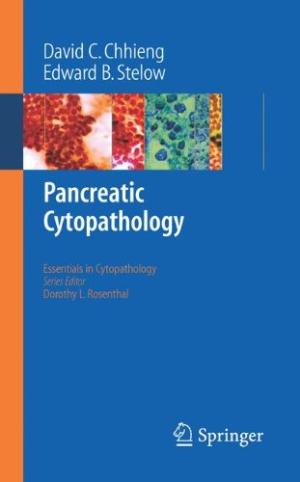 David C. Chhieng
Edward B. Stelow
Pancreatic
Cytopathology
Essentials in Cytopathology
Series Editor
Dorothy L. Rosenthal
Springer